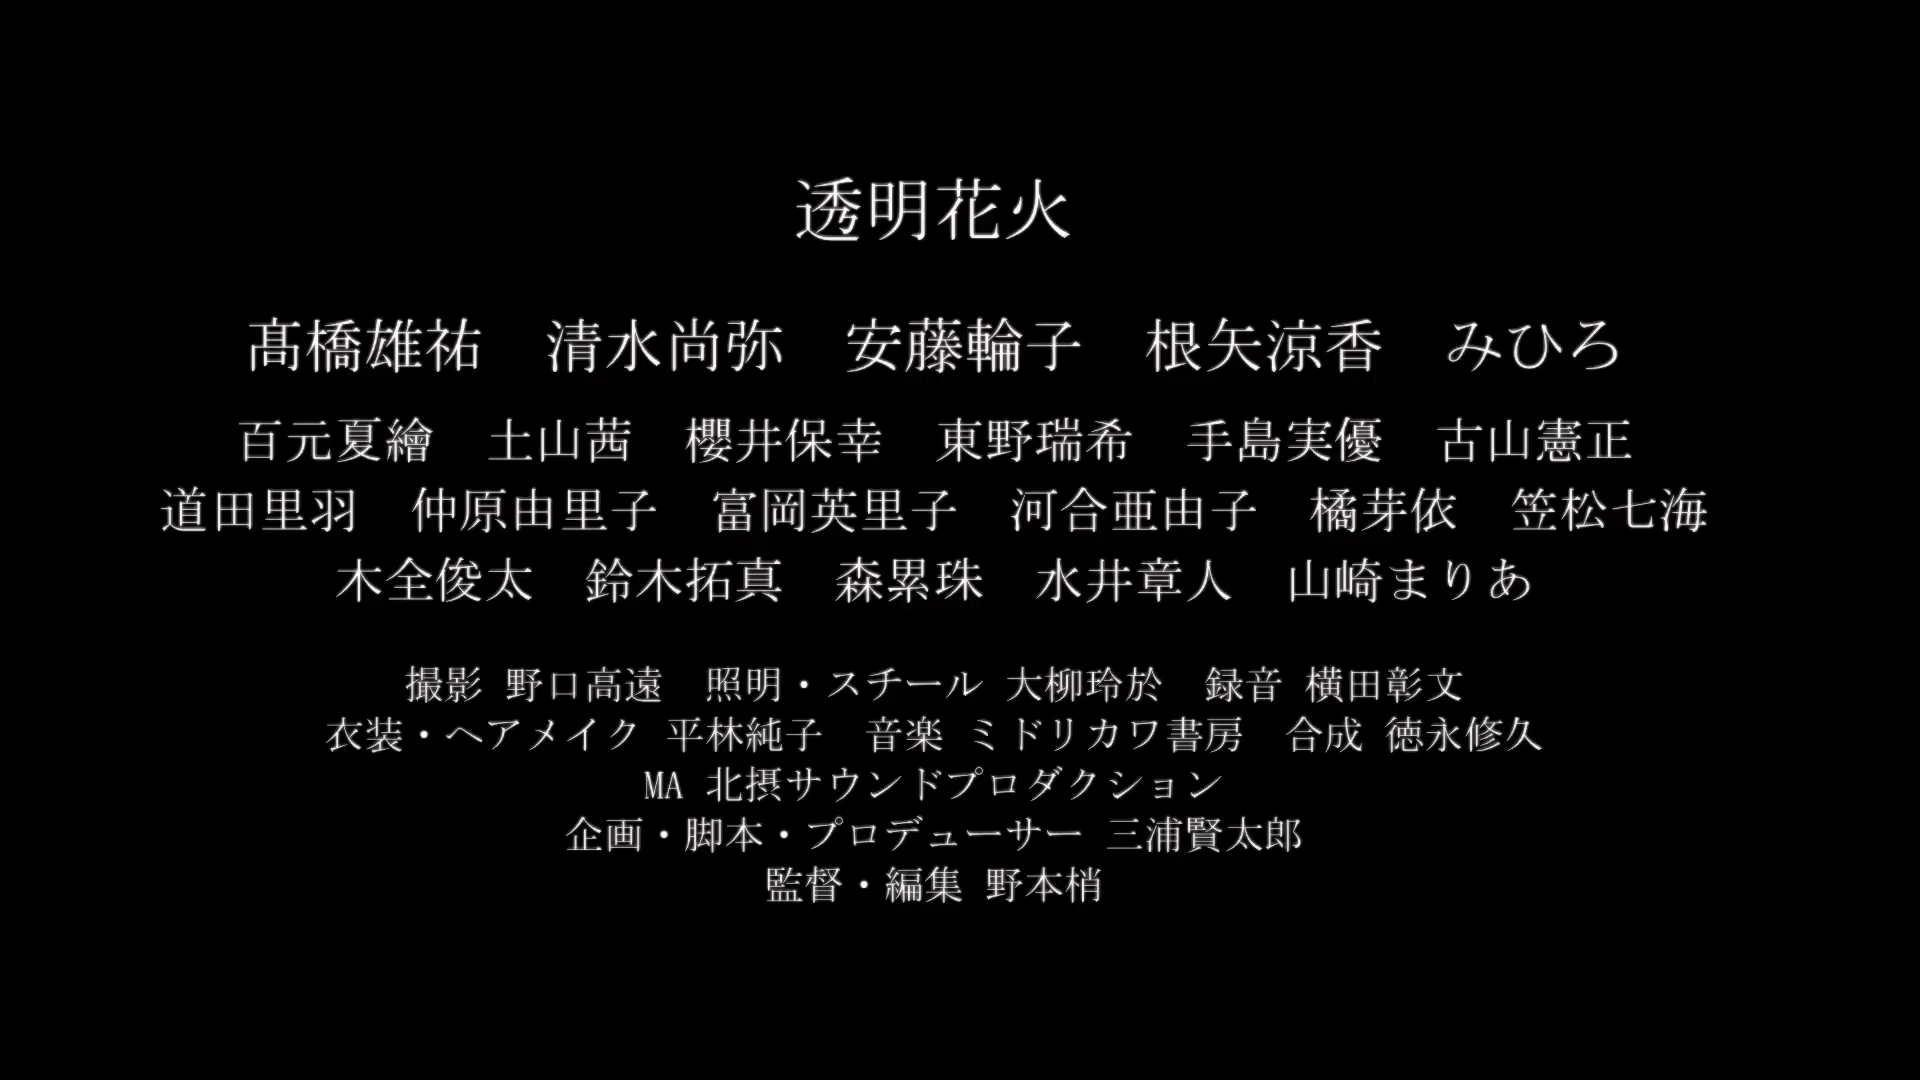 透明花火
髙橋雄祐　清水尚弥　安藤輪子　根矢涼香　みひろ
百元夏繪　土山茜　櫻井保幸　東野瑞希　手島実優　古山憲正
道田里羽　仲原由里子　富岡英里子　河合亜由子　橘芽依　笠松七海
木全俊太　鈴木拓真　森累珠　水井章人　山崎まりあ
撮影 野口高遠　照明・スチール 大柳玲於　録音 横田彰文
衣装・ヘアメイク 平林純子　音楽 ミドリカワ書房　合成 徳永修久
MA 北摂サウンドプロダクション
企画・脚本・プロデューサー 三浦賢太郎
監督・編集 野本梢